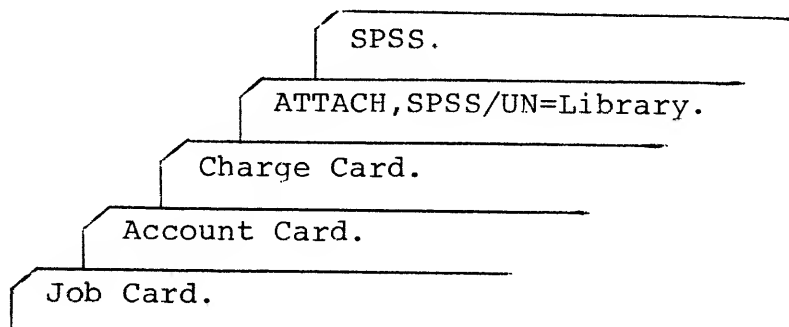 SPSS.
ATTACH,SPSS/UN=Library.
Charge Card.
Account Card.
Job Card.